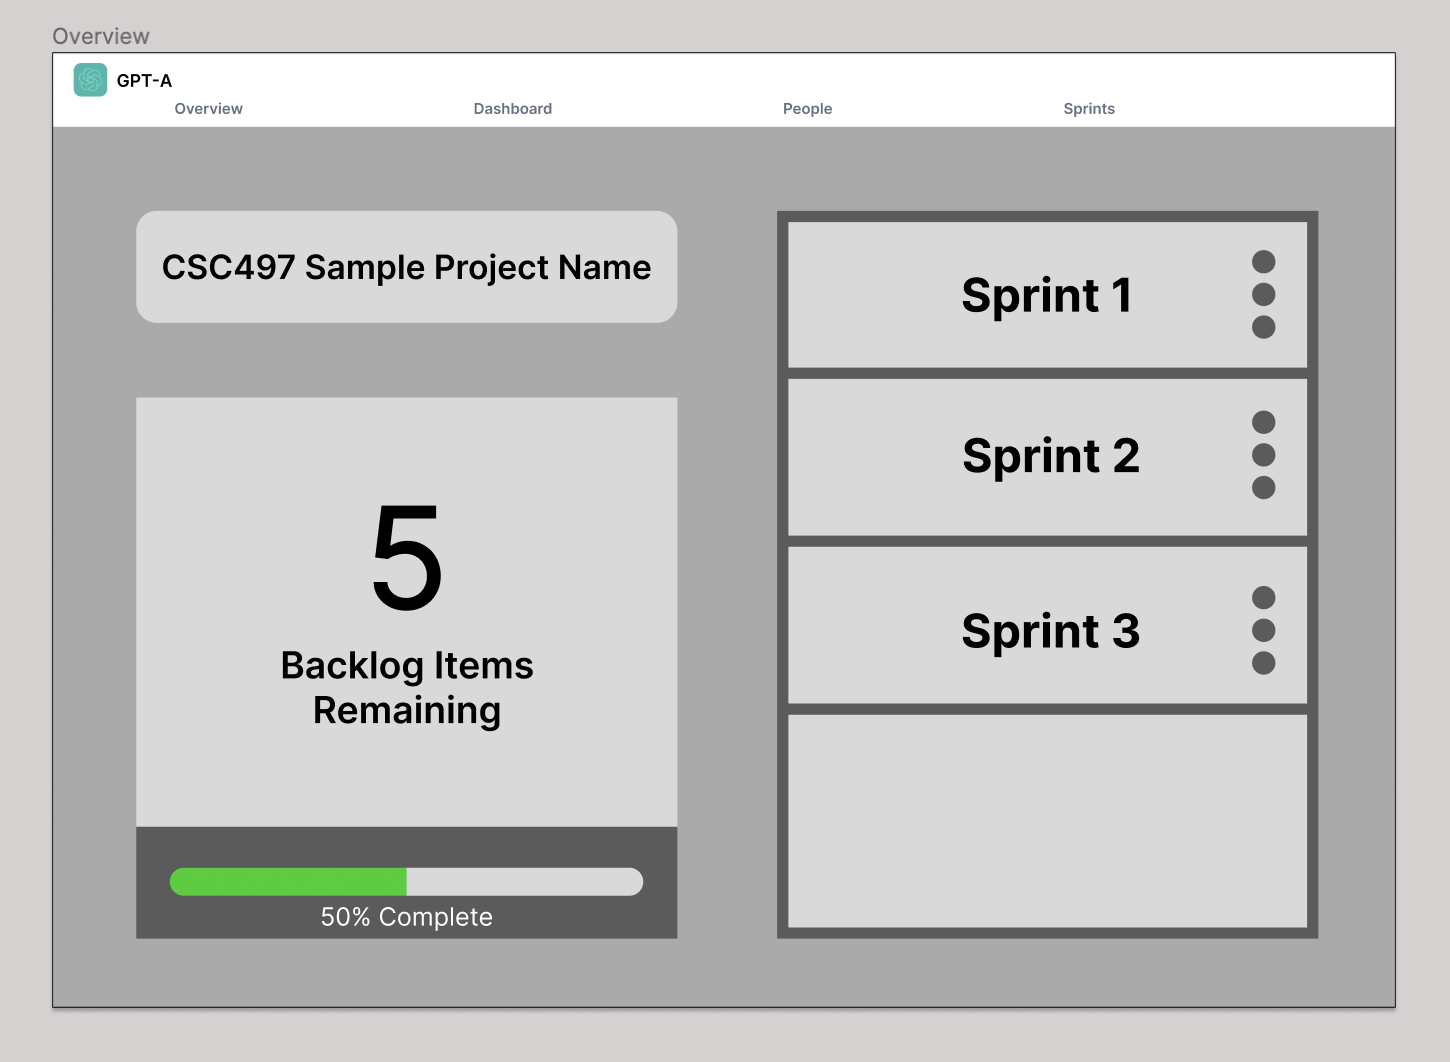 Overview
GPT-A
Overview
Dashboard
People
Sprints
CSC497 Sample Project Name
5
Backlog Items
Remaining
50% Complete
Sprint 1
Sprint 2
Sprint 3